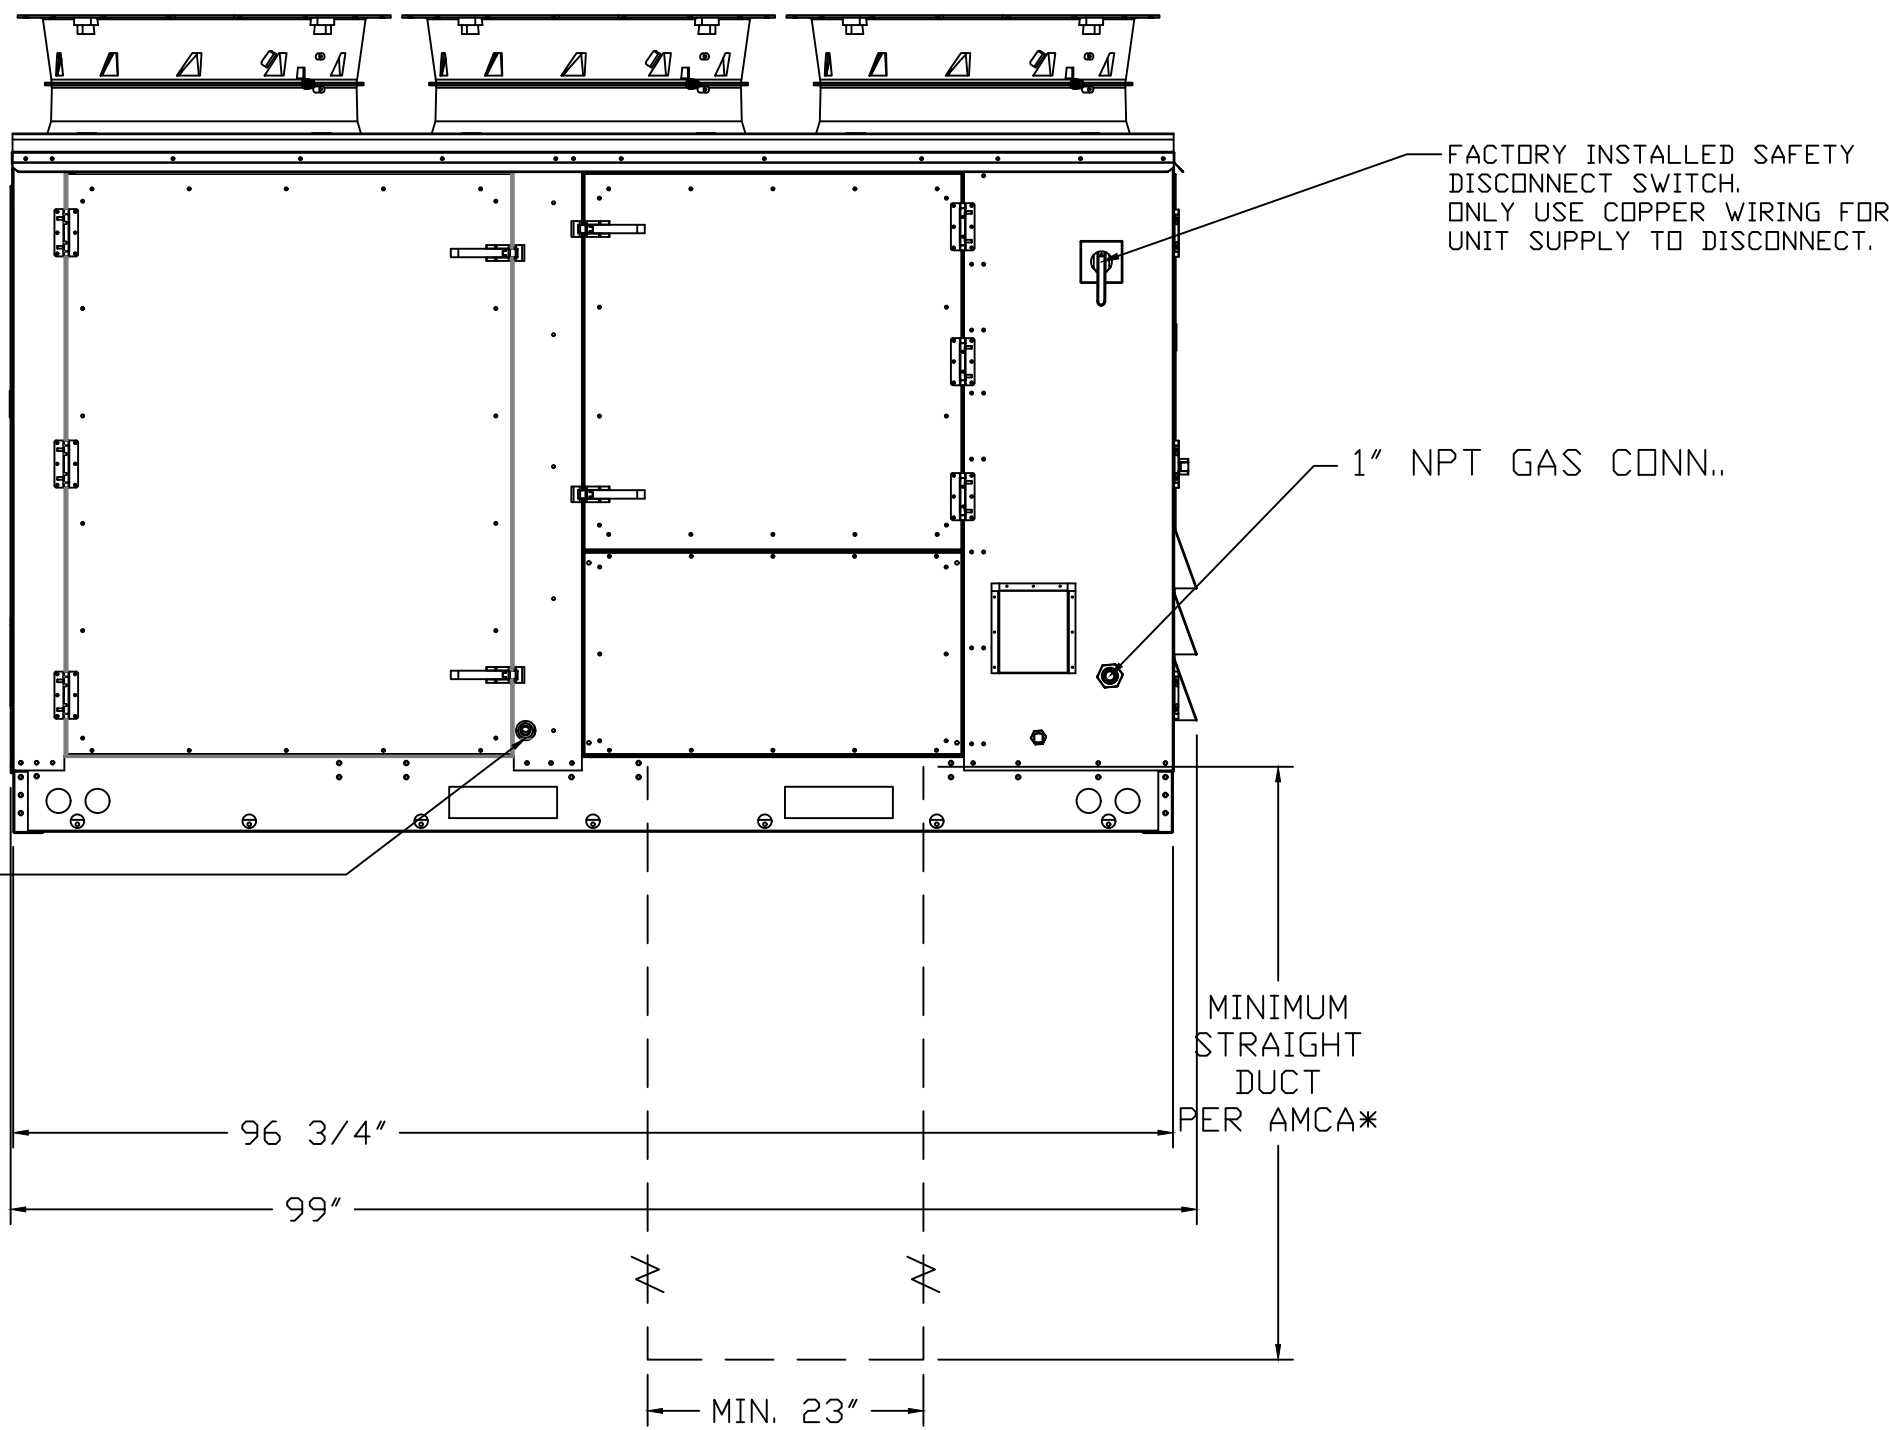 FACTORY INSTALLED SAFETY
DISCONNECT SWITCH.
ONLY USE COPPER WIRING FOR
UNIT SUPPLY TO DISCONNECT.
1" NPT GAS CONN..
MINIMUM
STRAIGHT
DUCT
PER AMCA*
96 3/4"
99"
MIN. 23"